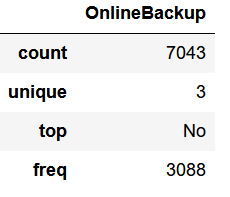 OnlineBackup
count 7043
unique 3
top No
freq 3088